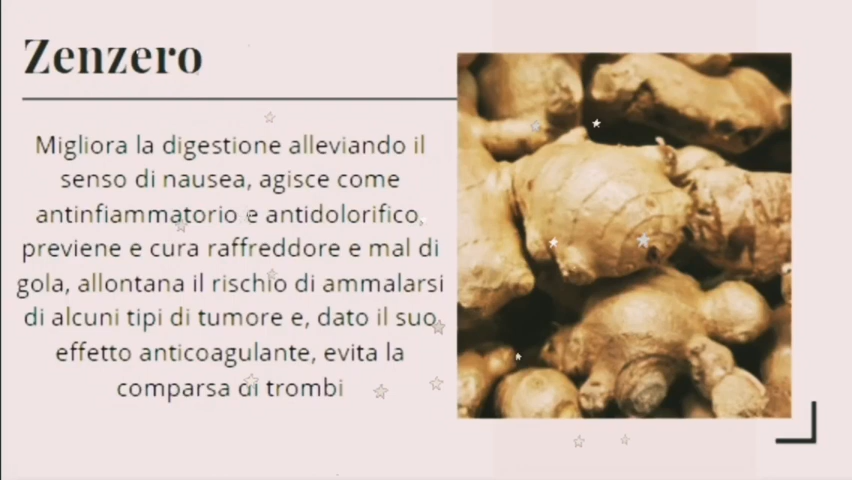 Zenzero
Migliora la digestione alleviando il
senso di nausea, agisce come
antinfiammatorio e antidolorifico,
previene e cura raffreddore e mal di
gola, allontana il rischio di ammalarsi
di alcuni tipi di tumore e, dato il suo
effetto anticoagulante, evita la
comparsa di trombi